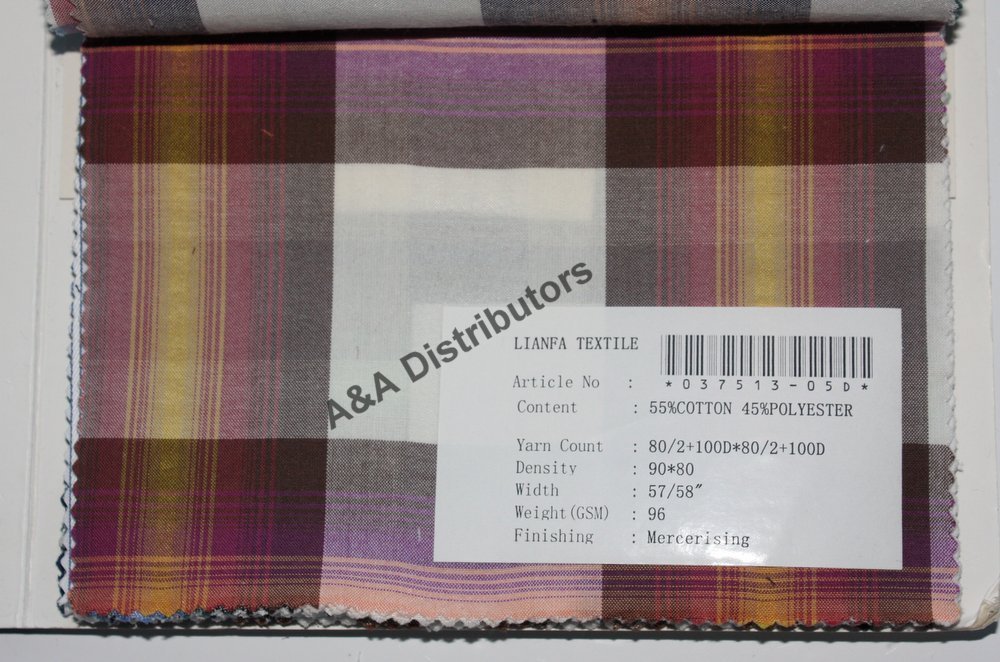 A&A Distributors
LIANFA TEXTILE
Article No : *037513-05D*
Content : 55%COTTON 45%POLYESTER
Yarn Count : 80/2+100D*80/2+100D
Density : 90*80
Width : 57/58″
Weight(GSM) : 96
Finishing : Mercerising